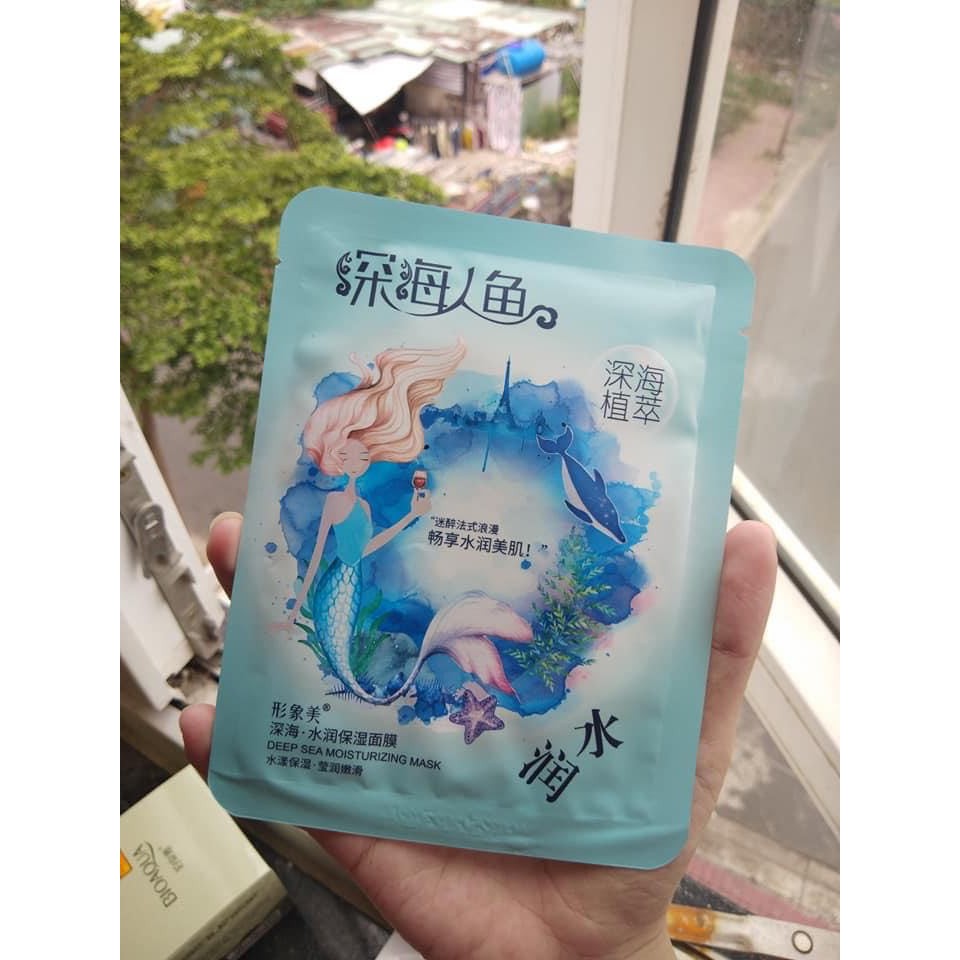 深海人鱼
深海
植萃
“迷醉法式浪漫
畅享水润美肌！”
形象美®
深海·水润保湿面膜
DEEP SEA MOISTURIZING MASK
水漾保湿·莹润嫩滑
水润
BIOAQUA